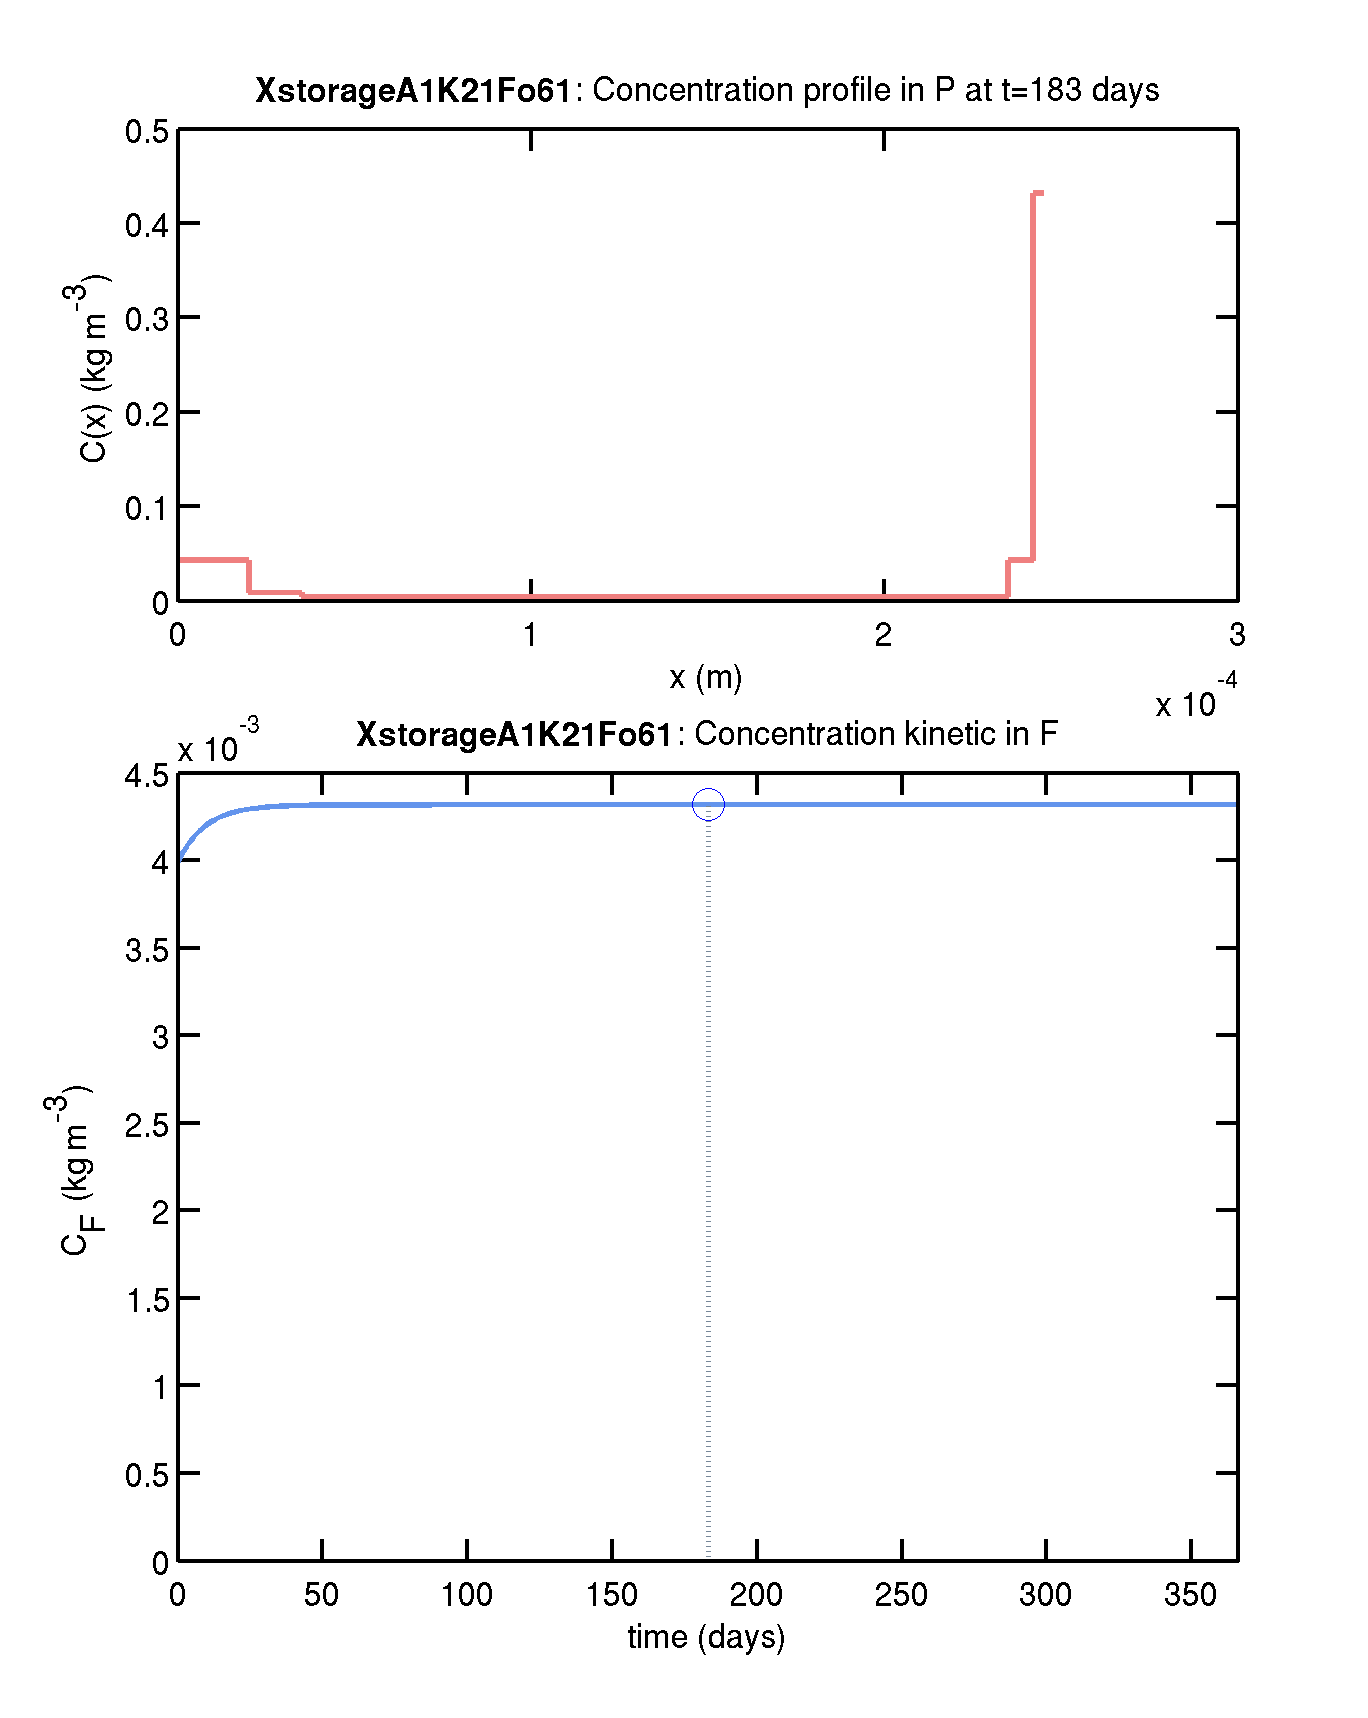 XstorageA1K21Fo61: Concentration profile in P at t=183 days
0.5
0.4
0.3
0.2
0.1
0
C(x) (kg m-3)
0 1 2 3
x (m)
x 10-4
x 10-3
XstorageA1K21Fo61: Concentration kinetic in F
4.5
4
3.5
3
2.5
2
1.5
1
0.5
0
CF (kg m-3)
0 50 100 150 200 250 300 350
time (days)